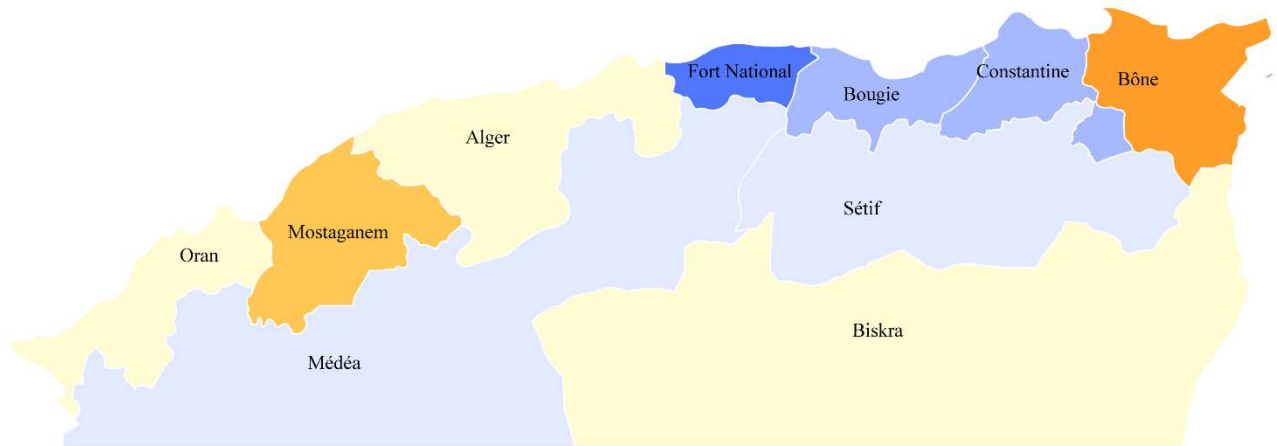 Fort National
Constantine
Bône
Bougie
Alger
Sétif
Mostaganem
Oran
Biskra
Médéa